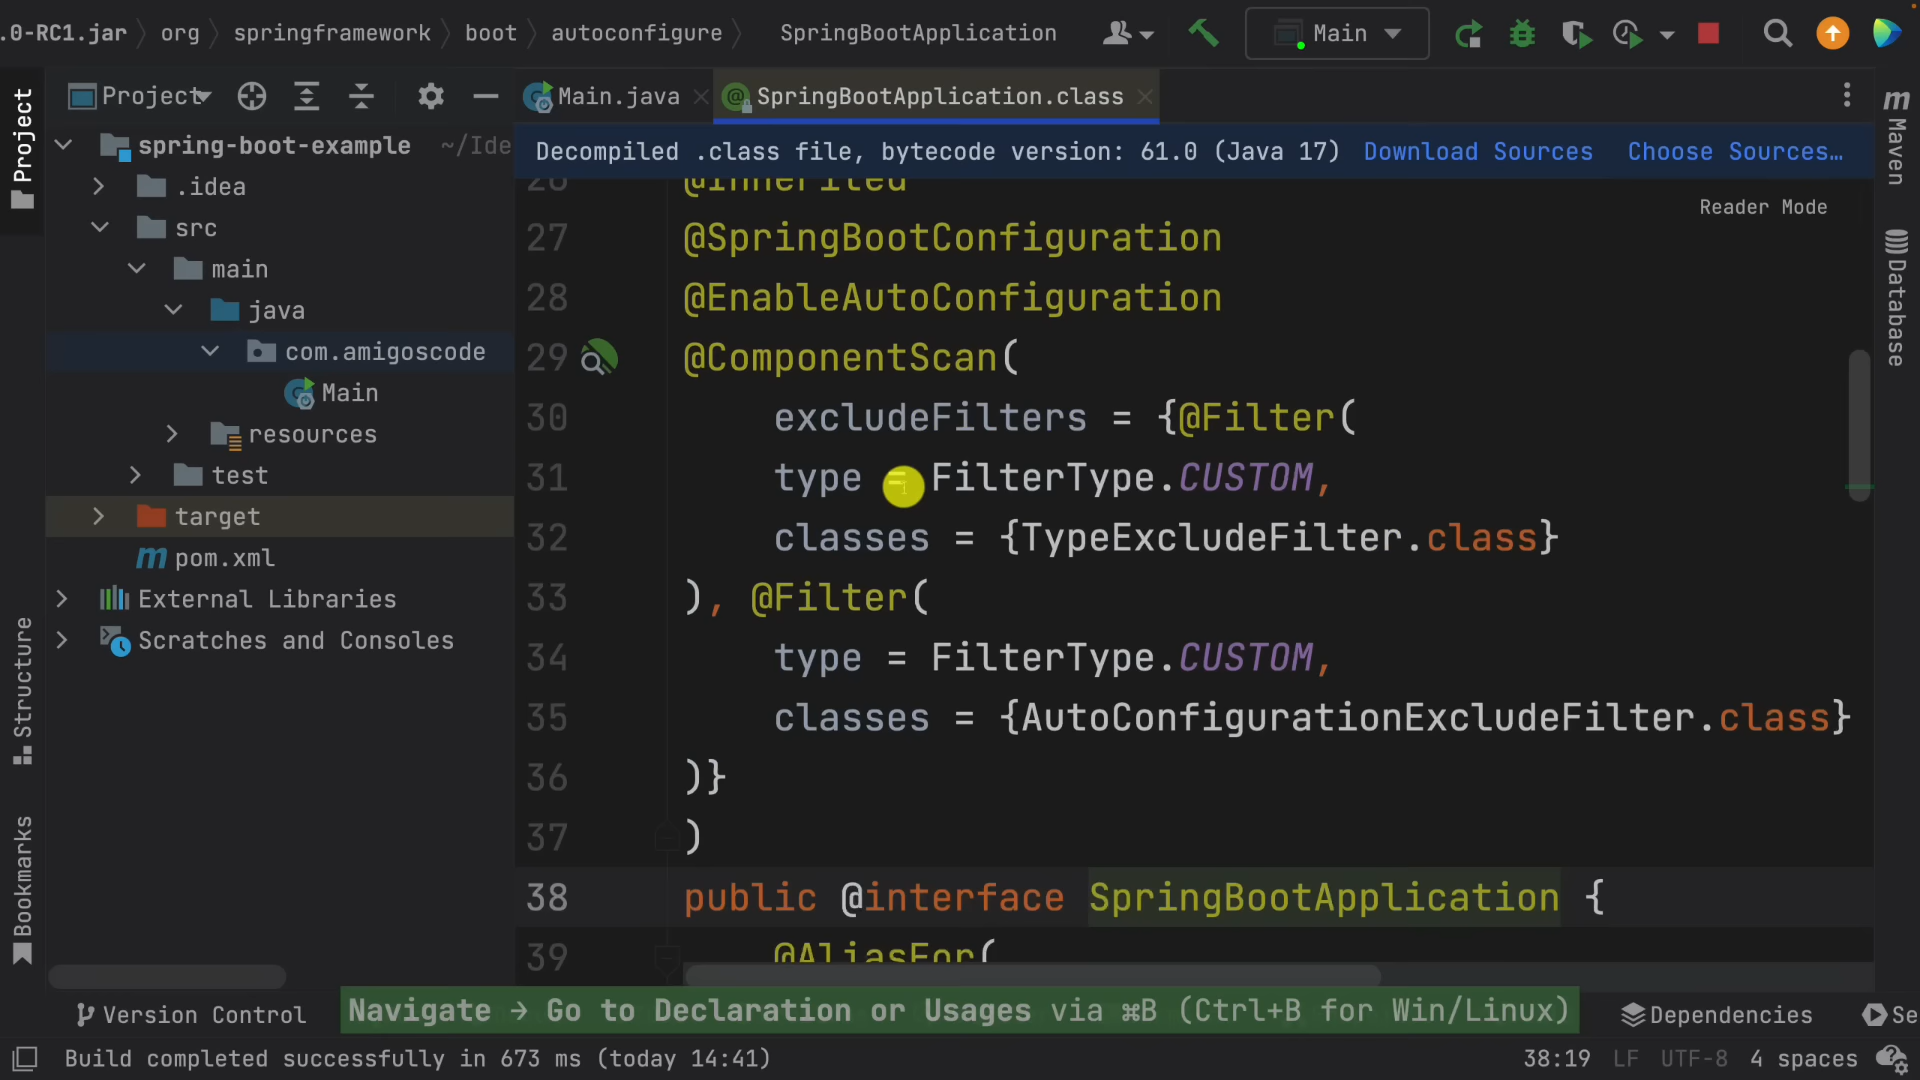 .0-RC1.jar
org
springframework
boot
autoconfigure
SpringBootApplication
Main
Project
Project
Main.java
SpringBootApplication.class
Maven
Database
Structure
Bookmarks
spring-boot-example ~/Ide
.idea
src
main
java
com.amigoscode
Main
resources
test
target
pom.xml
External Libraries
Scratches and Consoles
Decompiled .class file, bytecode version: 61.0 (Java 17) Download Sources Choose Sources…
Reader Mode
26 @Inherited
27 @SpringBootConfiguration
28 @EnableAutoConfiguration
29 @ComponentScan(
30 excludeFilters = {@Filter(
31 type = FilterType.CUSTOM,
32 classes = {TypeExcludeFilter.class}
33 ), @Filter(
34 type = FilterType.CUSTOM,
35 classes = {AutoConfigurationExcludeFilter.class}
36 )}
37 )
38 public @interface SpringBootApplication {
39 @AliasFor(
Version Control
Navigate → Go to Declaration or Usages via ⌘B (Ctrl+B for Win/Linux)
Dependencies
Se
Build completed successfully in 673 ms (today 14:41)
38:19 LF UTF-8 4 spaces